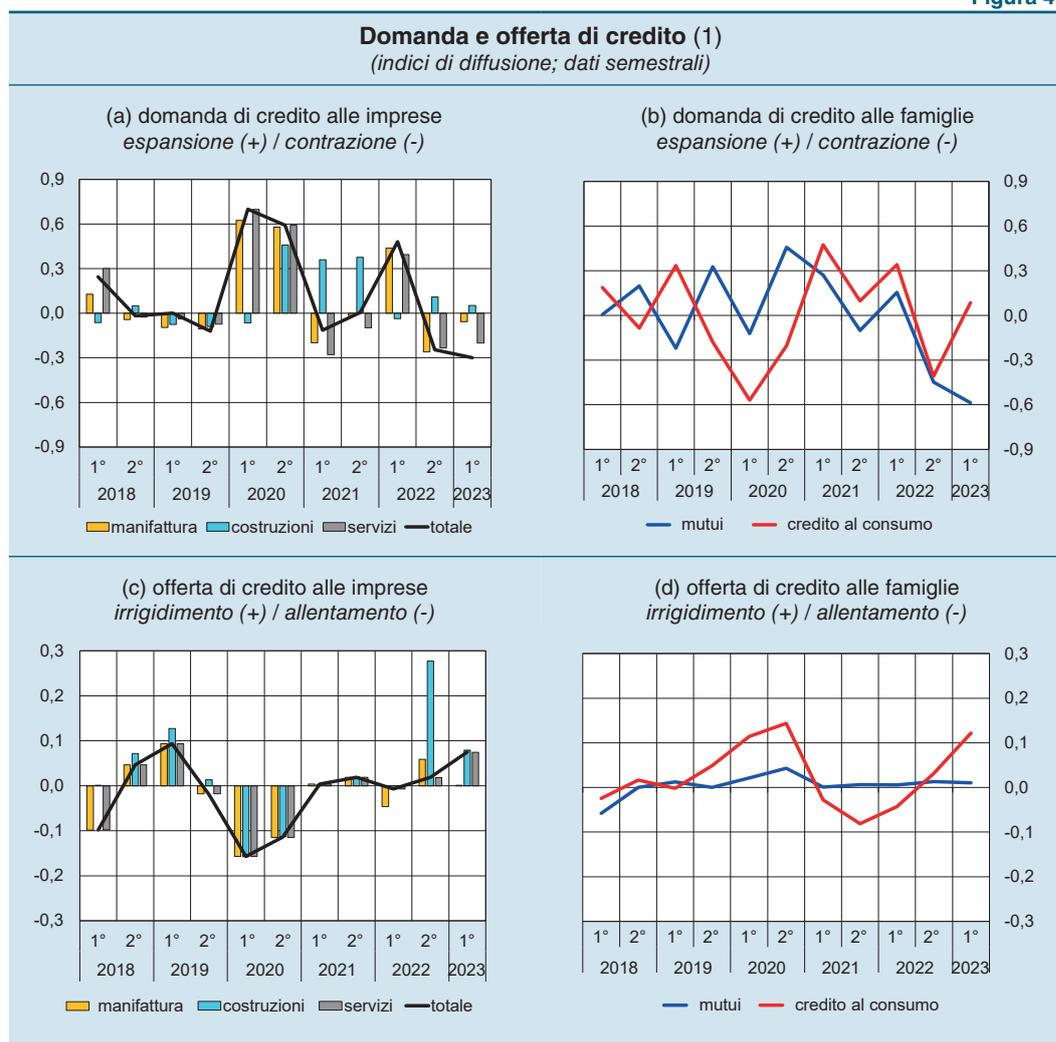 Figura 4
Domanda e offerta di credito (1)
(indici di diffusione; dati semestrali)
(a) domanda di credito alle imprese
espansione (+) / contrazione (-)
0,9
0,6
0,3
0,0
-0,3
-0,6
-0,9
1° 2° 1° 2° 1° 2° 1° 2° 1° 2° 1°
2018 2019 2020 2021 2022 2023
manifattura costruzioni servizi totale
(b) domanda di credito alle famiglie
espansione (+) / contrazione (-)
0,9
0,6
0,3
0,0
-0,3
-0,6
-0,9
1° 2° 1° 2° 1° 2° 1° 2° 1° 2° 1°
2018 2019 2020 2021 2022 2023
mutui credito al consumo
(c) offerta di credito alle imprese
irrigidimento (+) / allentamento (-)
0,3
0,2
0,1
0,0
-0,1
-0,2
-0,3
1° 2° 1° 2° 1° 2° 1° 2° 1° 2° 1°
2018 2019 2020 2021 2022 2023
manifattura costruzioni servizi totale
(d) offerta di credito alle famiglie
irrigidimento (+) / allentamento (-)
0,3
0,2
0,1
0,0
-0,1
-0,2
-0,3
1° 2° 1° 2° 1° 2° 1° 2° 1° 2° 1°
2018 2019 2020 2021 2022 2023
mutui credito al consumo